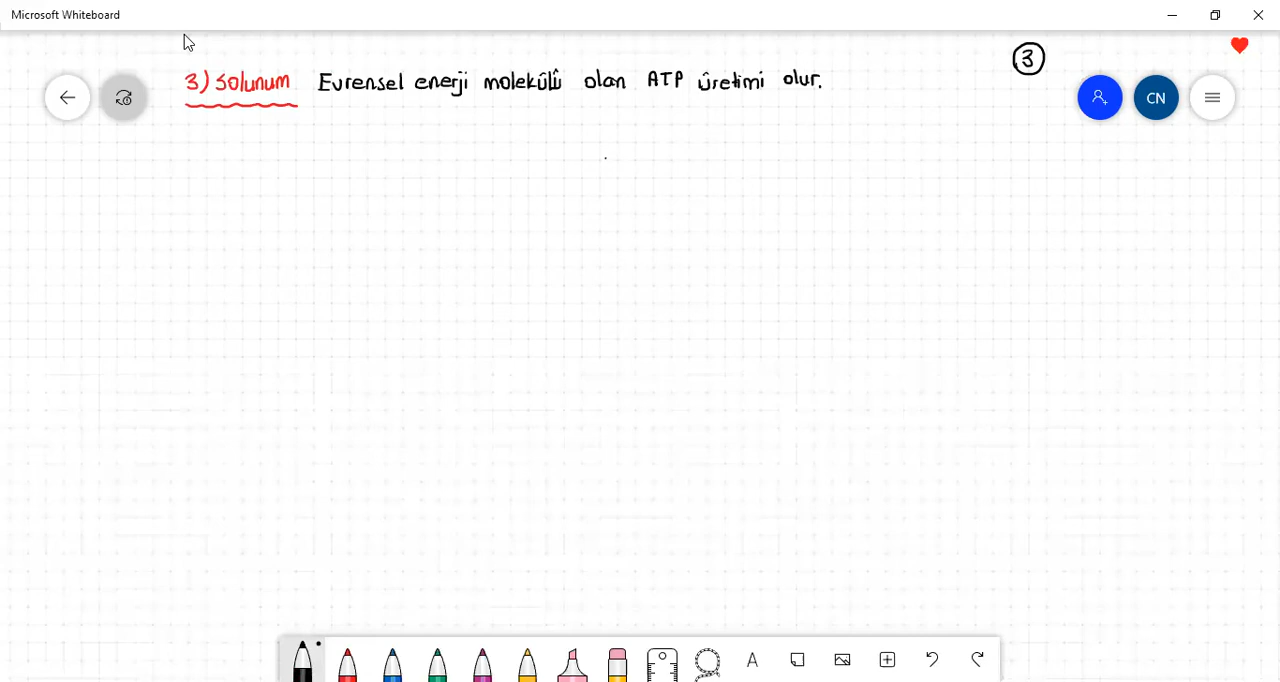 Microsoft Whiteboard
3
3) Solunum Evrensel enerji molekülü olan ATP üretimi olur.
CN
A